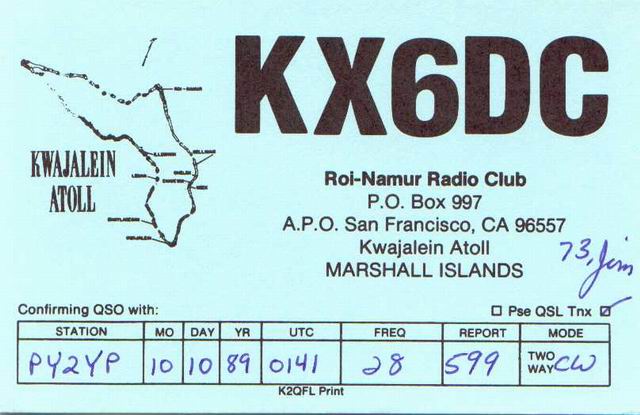 KX6DC
KWAJALEIN
ATOLL
Roi-Namur Radio Club
P.O. Box 997
A.P.O. San Francisco, CA 96557
Kwajalein Atoll
MARSHALL ISLANDS
73, Jim
Confirming QSO with:
☐ Pse QSL Tnx ☑
STATION MO DAY YR UTC FREQ REPORT MODE
PY2YP 10 10 89 0141 28 599 TWO WAY CW
K2QFL Print